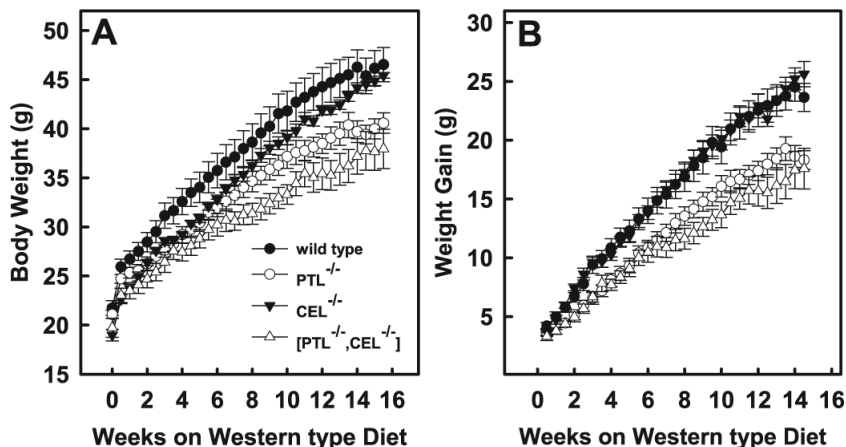 A
Body Weight (g)
50
45
40
35
30
25
20
15
wild type
PTL-/-
CEL-/-
[PTL-/-,CEL-/-]
0 2 4 6 8 10 12 14 16
Weeks on Western type Diet
B
Weight Gain (g)
30
25
20
15
10
5
0 2 4 6 8 10 12 14 16
Weeks on Western type Diet